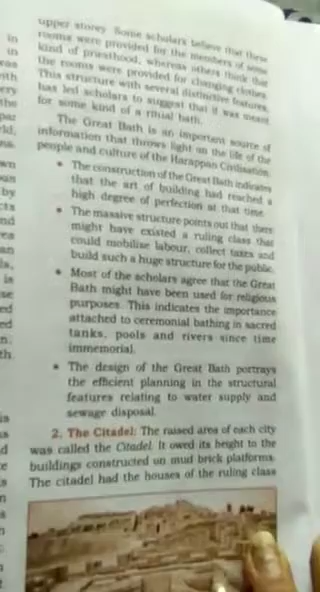 upper storey. Some scholars believe that these
rooms were provided for the members of some
kind of priesthood, whereas others think that
the rooms were provided for changing clothes.
This structure with several distinctive features,
has led scholars to suggest that it was meant
for some kind of a ritual bath.
The Great Bath is an important source of
information that throws light on the life of the
people and culture of the Harappan Civilisation.
• The construction of the Great Bath indicates
that the art of building had reached a
high degree of perfection at that time.
• The massive structure points out that there
might have existed a ruling class that
could mobilise labour, collect taxes and
build such a huge structure for the public.
• Most of the scholars agree that the Great
Bath might have been used for religious
purposes. This indicates the importance
attached to ceremonial bathing in sacred
tanks, pools and rivers since time
immemorial.
• The design of the Great Bath portrays
the efficient planning in the structural
features relating to water supply and
sewage disposal.
2. The Citadel: The raised area of each city
was called the Citadel. It owed its height to the
buildings constructed on mud brick platforms.
The citadel had the houses of the ruling class